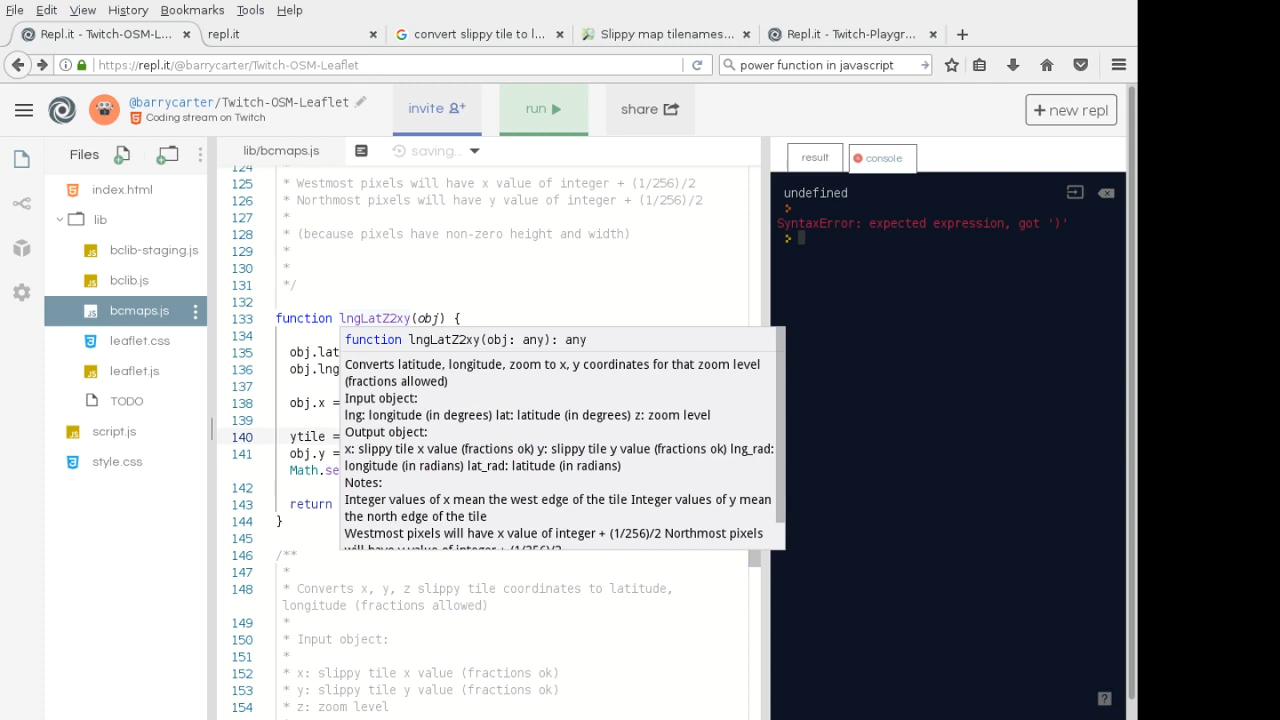 File Edit View History Bookmarks Tools Help
Repl.it - Twitch-OSM-L... × repl.it × convert slippy tile to l... × Slippy map tilenames... × Repl.it - Twitch-Playgr... × +
https://repl.it/@barrycarter/Twitch-OSM-Leaflet
power function in javascript
@barrycarter/Twitch-OSM-Leaflet
Coding stream on Twitch
invite
run
share
+ new repl
Files
lib/bcmaps.js
saving...
result
console
index.html
lib
bclib-staging.js
bclib.js
bcmaps.js
leaflet.css
leaflet.js
TODO
script.js
style.css
124 *
125 * Westmost pixels will have x value of integer + (1/256)/2
126 * Northmost pixels will have y value of integer + (1/256)/2
127 *
128 * (because pixels have non-zero height and width)
129 *
130 *
131 */
132
133 function lngLatZ2xy(obj) {
134
135 obj.lat
136 obj.lng
137
138 obj.x =
139
140 ytile =
141 obj.y =
Math.se
142
143 return
144 }
145
146 /**
147 *
148 * Converts x, y, z slippy tile coordinates to latitude,
longitude (fractions allowed)
149 *
150 * Input object:
151 *
152 * x: slippy tile x value (fractions ok)
153 * y: slippy tile y value (fractions ok)
154 * z: zoom level
function lngLatZ2xy(obj: any): any
Converts latitude, longitude, zoom to x, y coordinates for that zoom level
(fractions allowed)
Input object:
lng: longitude (in degrees) lat: latitude (in degrees) z: zoom level
Output object:
x: slippy tile x value (fractions ok) y: slippy tile y value (fractions ok) lng_rad:
longitude (in radians) lat_rad: latitude (in radians)
Notes:
Integer values of x mean the west edge of the tile Integer values of y mean
the north edge of the tile
Westmost pixels will have x value of integer + (1/256)/2 Northmost pixels
will have y value of integer + (1/256)/2
undefined
>
SyntaxError: expected expression, got ')'
>
?